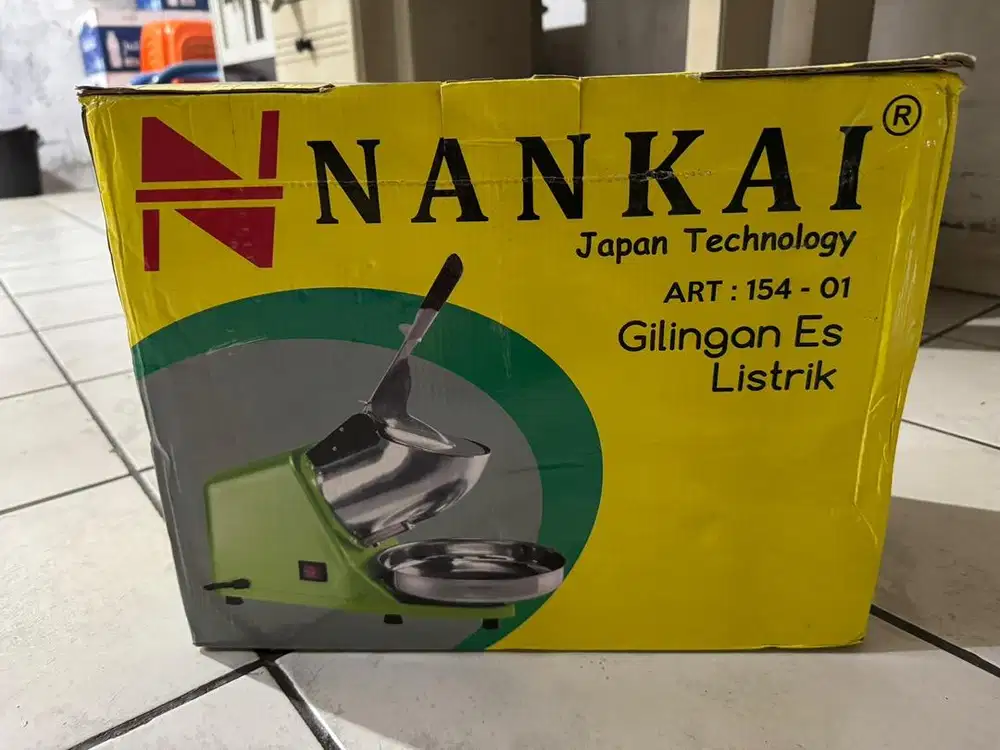 NANKAI ®
Japan Technology
ART : 154 - 01
Gilingan Es
Listrik